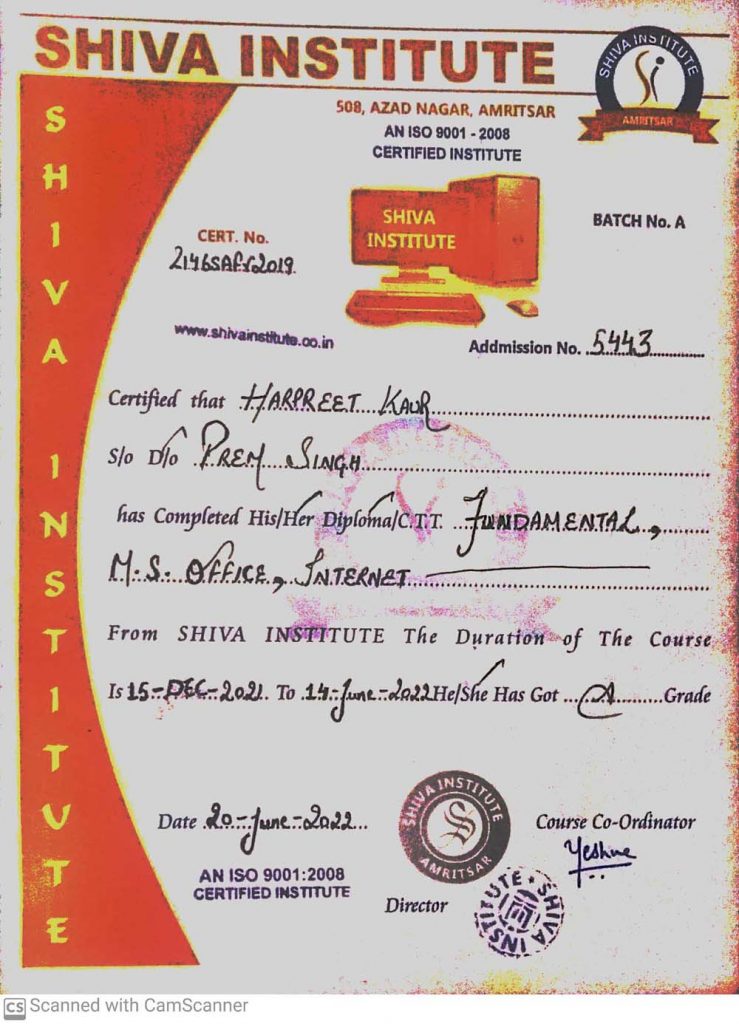 SHIVA INSTITUTE
SHIVA INSTITUTE
AMRITSAR
508, AZAD NAGAR, AMRITSAR
AN ISO 9001 - 2008
CERTIFIED INSTITUTE
SHIVA INSTITUTE
SHIVA
INSTITUTE
BATCH No. A
CERT. No.
www.shivainstitute.co.in
Addmission No. 5443
Certified that HARPREET KAUR
S/o D/o PREM SINGH
has Completed His/Her Diploma/C.T.T. FUNDAMENTAL,
M.S. OFFICE, INTERNET
From SHIVA INSTITUTE The Duration of The Course
Is 15-DEC-2021 To 14-June-2022 He/She Has Got A Grade
Date 20-June-2022
SHIVA INSTITUTE
AMRITSAR
Course Co-Ordinator
AN ISO 9001:2008
CERTIFIED INSTITUTE
Director
SHIVA INSTITUTE
CS Scanned with CamScanner